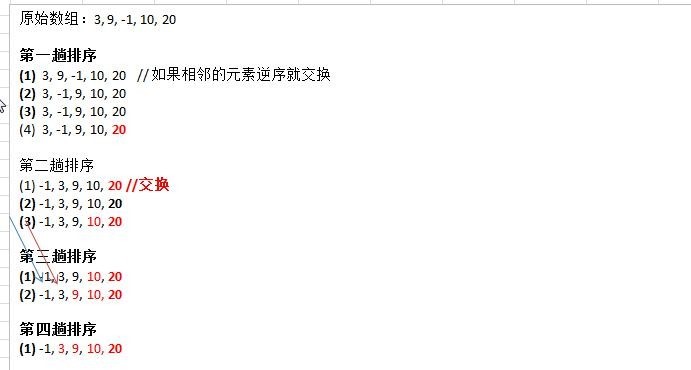 原始数组：3, 9, -1, 10, 20
第一趟排序
(1) 3, 9, -1, 10, 20 //如果相邻的元素逆序就交换
(2) 3, -1, 9, 10, 20
(3) 3, -1, 9, 10, 20
(4) 3, -1, 9, 10, 20
第二趟排序
(1) -1, 3, 9, 10, 20 //交换
(2) -1, 3, 9, 10, 20
(3) -1, 3, 9, 10, 20
第三趟排序
(1) -1, 3, 9, 10, 20
(2) -1, 3, 9, 10, 20
第四趟排序
(1) -1, 3, 9, 10, 20